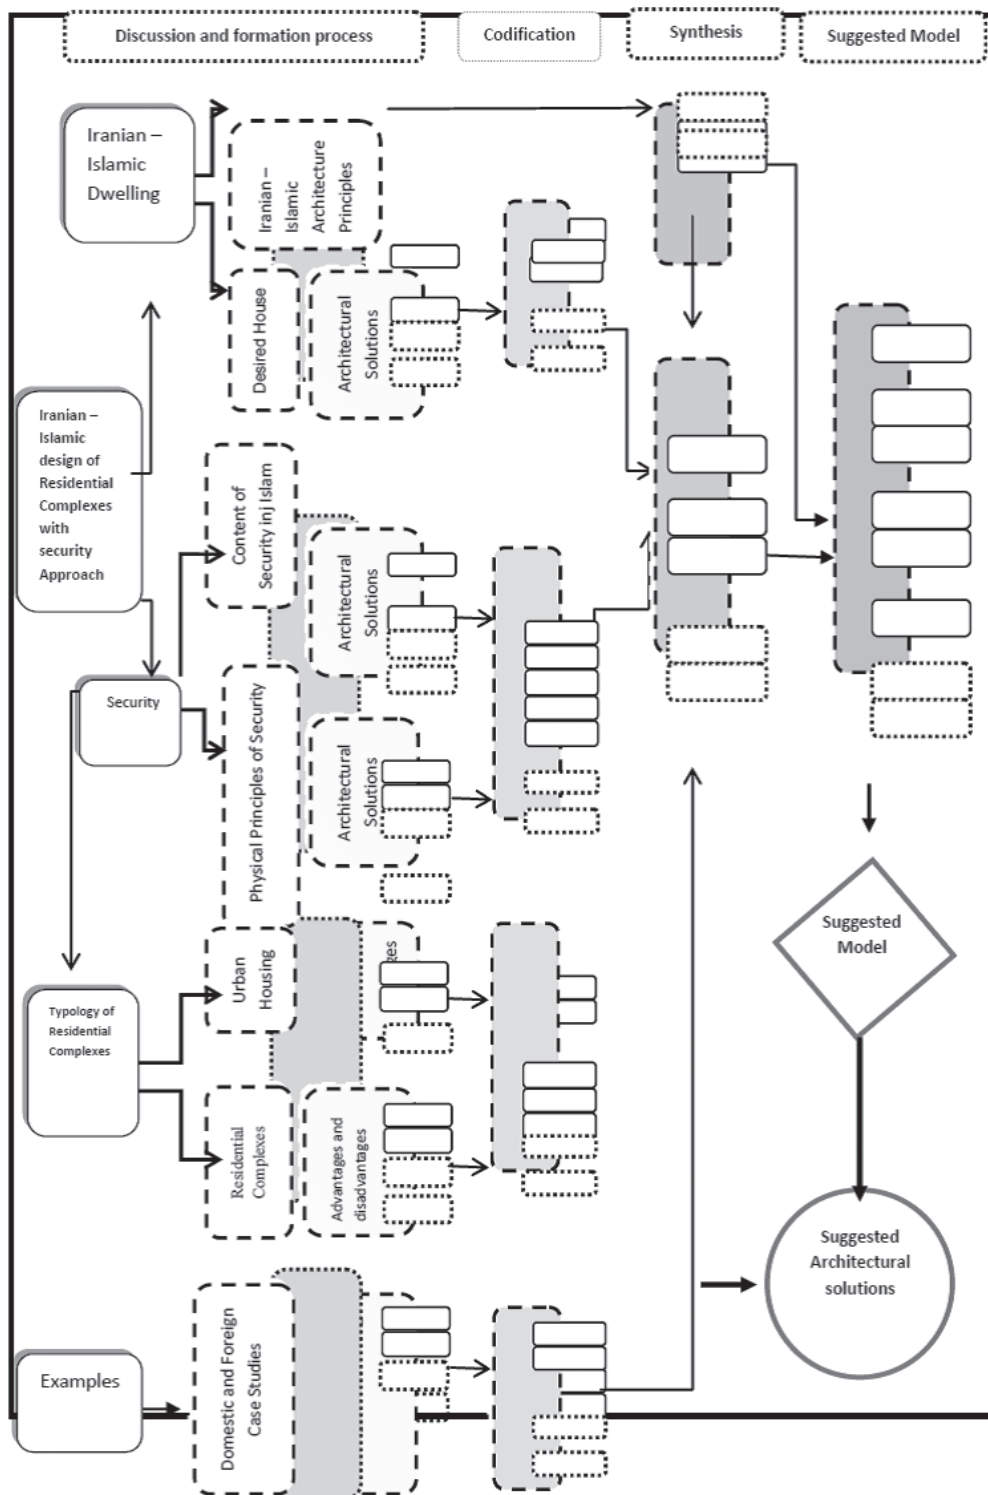 Discussion and formation process
Codification
Synthesis
Suggested Model
Iranian –
Islamic
Dwelling
Iranian –
Islamic
Architecture
Principles
Desired House
Architectural
Solutions
Iranian –
Islamic
design of
Residential
Complexes
with
security
Approach
Content of
Security inj Islam
Architectural
Solutions
Security
Physical Principles of Security
Architectural
Solutions
Urban
Housing
Typology of
Residential
Complexes
Residential
Complexes
Advantages and
disadvantages
Suggested
Model
Suggested
Architectural
solutions
Examples
Domestic and Foreign
Case Studies